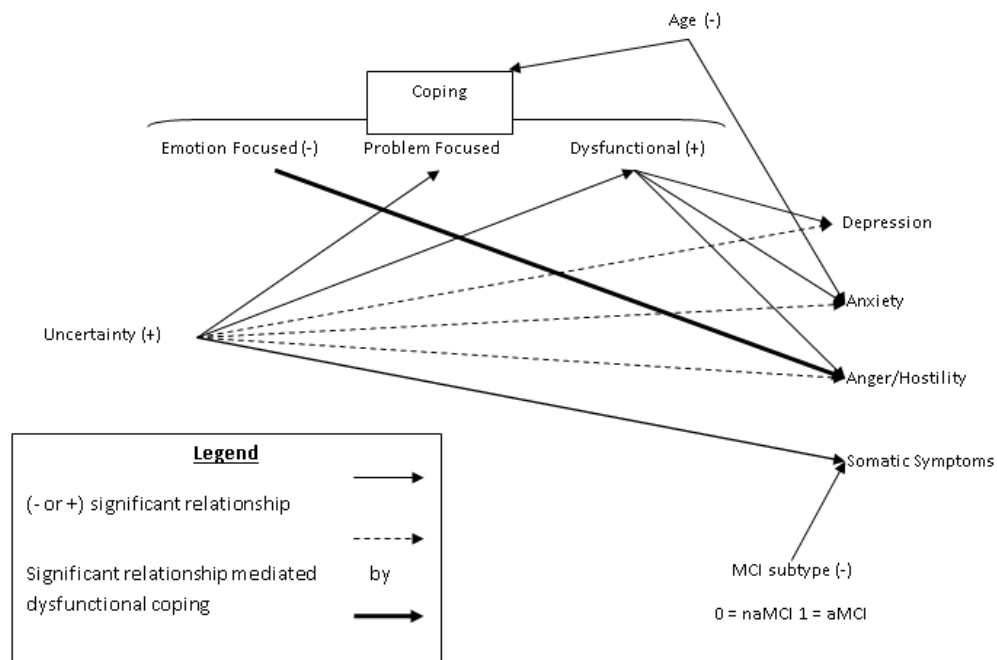 Age (-)
Coping
Emotion Focused (-) Problem Focused Dysfunctional (+)
Depression
Anxiety
Uncertainty (+)
Anger/Hostility
Somatic Symptoms
Legend
(- or +) significant relationship
Significant relationship mediated by
dysfunctional coping
MCI subtype (-)
0 = naMCI 1 = aMCI